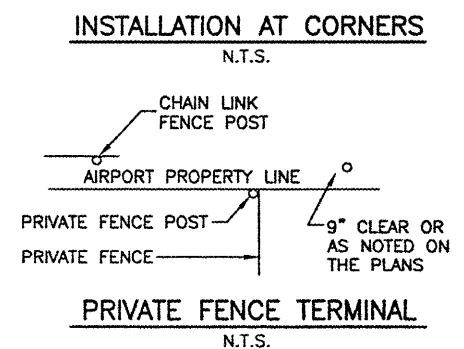 INSTALLATION AT CORNERS
N.T.S.
CHAIN LINK
FENCE POST
AIRPORT PROPERTY LINE
PRIVATE FENCE POST
PRIVATE FENCE
9" CLEAR OR
AS NOTED ON
THE PLANS
PRIVATE FENCE TERMINAL
N.T.S.